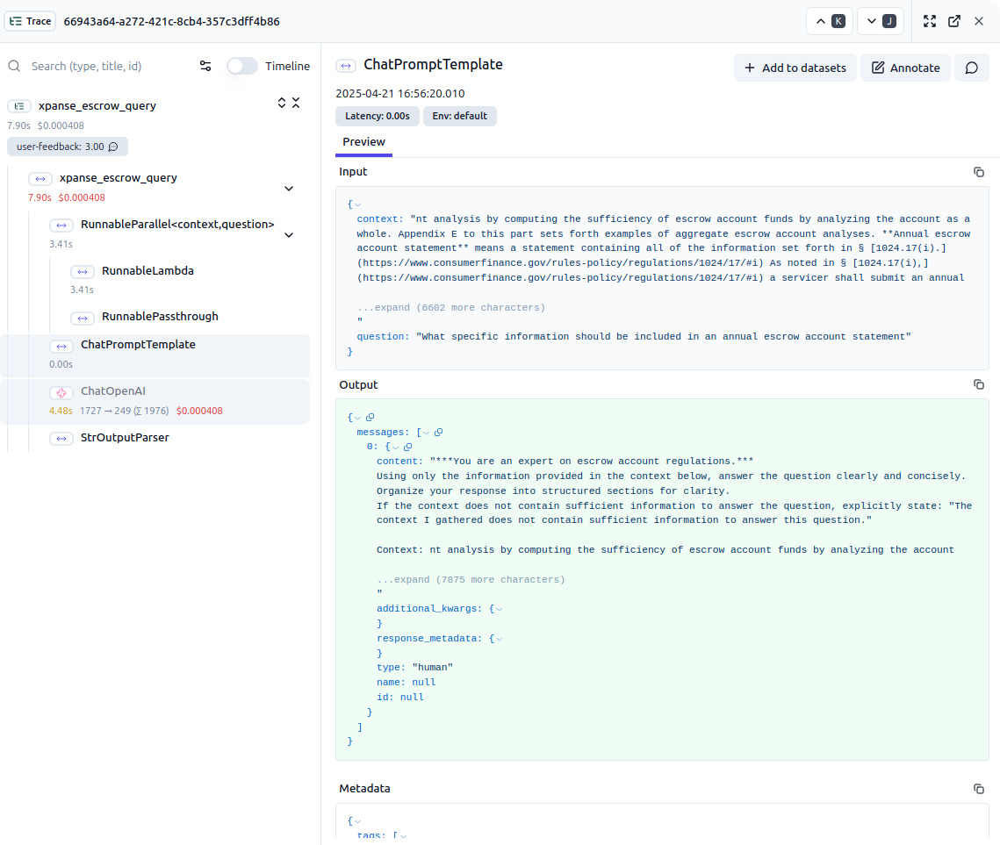 Trace 66943a64-a272-421c-8cb4-357c3dff4b86
K
J
Search (type, title, id)
Timeline
xpanse_escrow_query
7.90s $0.000408
user-feedback: 3.00
xpanse_escrow_query
7.90s $0.000408
RunnableParallel<context,question>
3.41s
RunnableLambda
3.41s
RunnablePassthrough
ChatPromptTemplate
0.00s
ChatOpenAI
4.48s 1727 → 249 (∑ 1976) $0.000408
StrOutputParser
ChatPromptTemplate
Add to datasets
Annotate
2025-04-21 16:56:20.010
Latency: 0.00s
Env: default
Preview
Input
{
context: "nt analysis by computing the sufficiency of escrow account funds by analyzing the account as a
whole. Appendix E to this part sets forth examples of aggregate escrow account analyses. **Annual escrow
account statement** means a statement containing all of the information set forth in § [1024.17(i).]
(https://www.consumerfinance.gov/rules-policy/regulations/1024/17/#i) As noted in § [1024.17(i),]
(https://www.consumerfinance.gov/rules-policy/regulations/1024/17/#i) a servicer shall submit an annual
...expand (6602 more characters)
"
question: "What specific information should be included in an annual escrow account statement"
}
Output
{
messages: [
0: {
content: "***You are an expert on escrow account regulations.***
Using only the information provided in the context below, answer the question clearly and concisely.
Organize your response into structured sections for clarity.
If the context does not contain sufficient information to answer the question, explicitly state: "The
context I gathered does not contain sufficient information to answer this question."
Context: nt analysis by computing the sufficiency of escrow account funds by analyzing the account
...expand (7875 more characters)
"
additional_kwargs: {
}
response_metadata: {
}
type: "human"
name: null
id: null
}
]
}
Metadata
{
tags: [